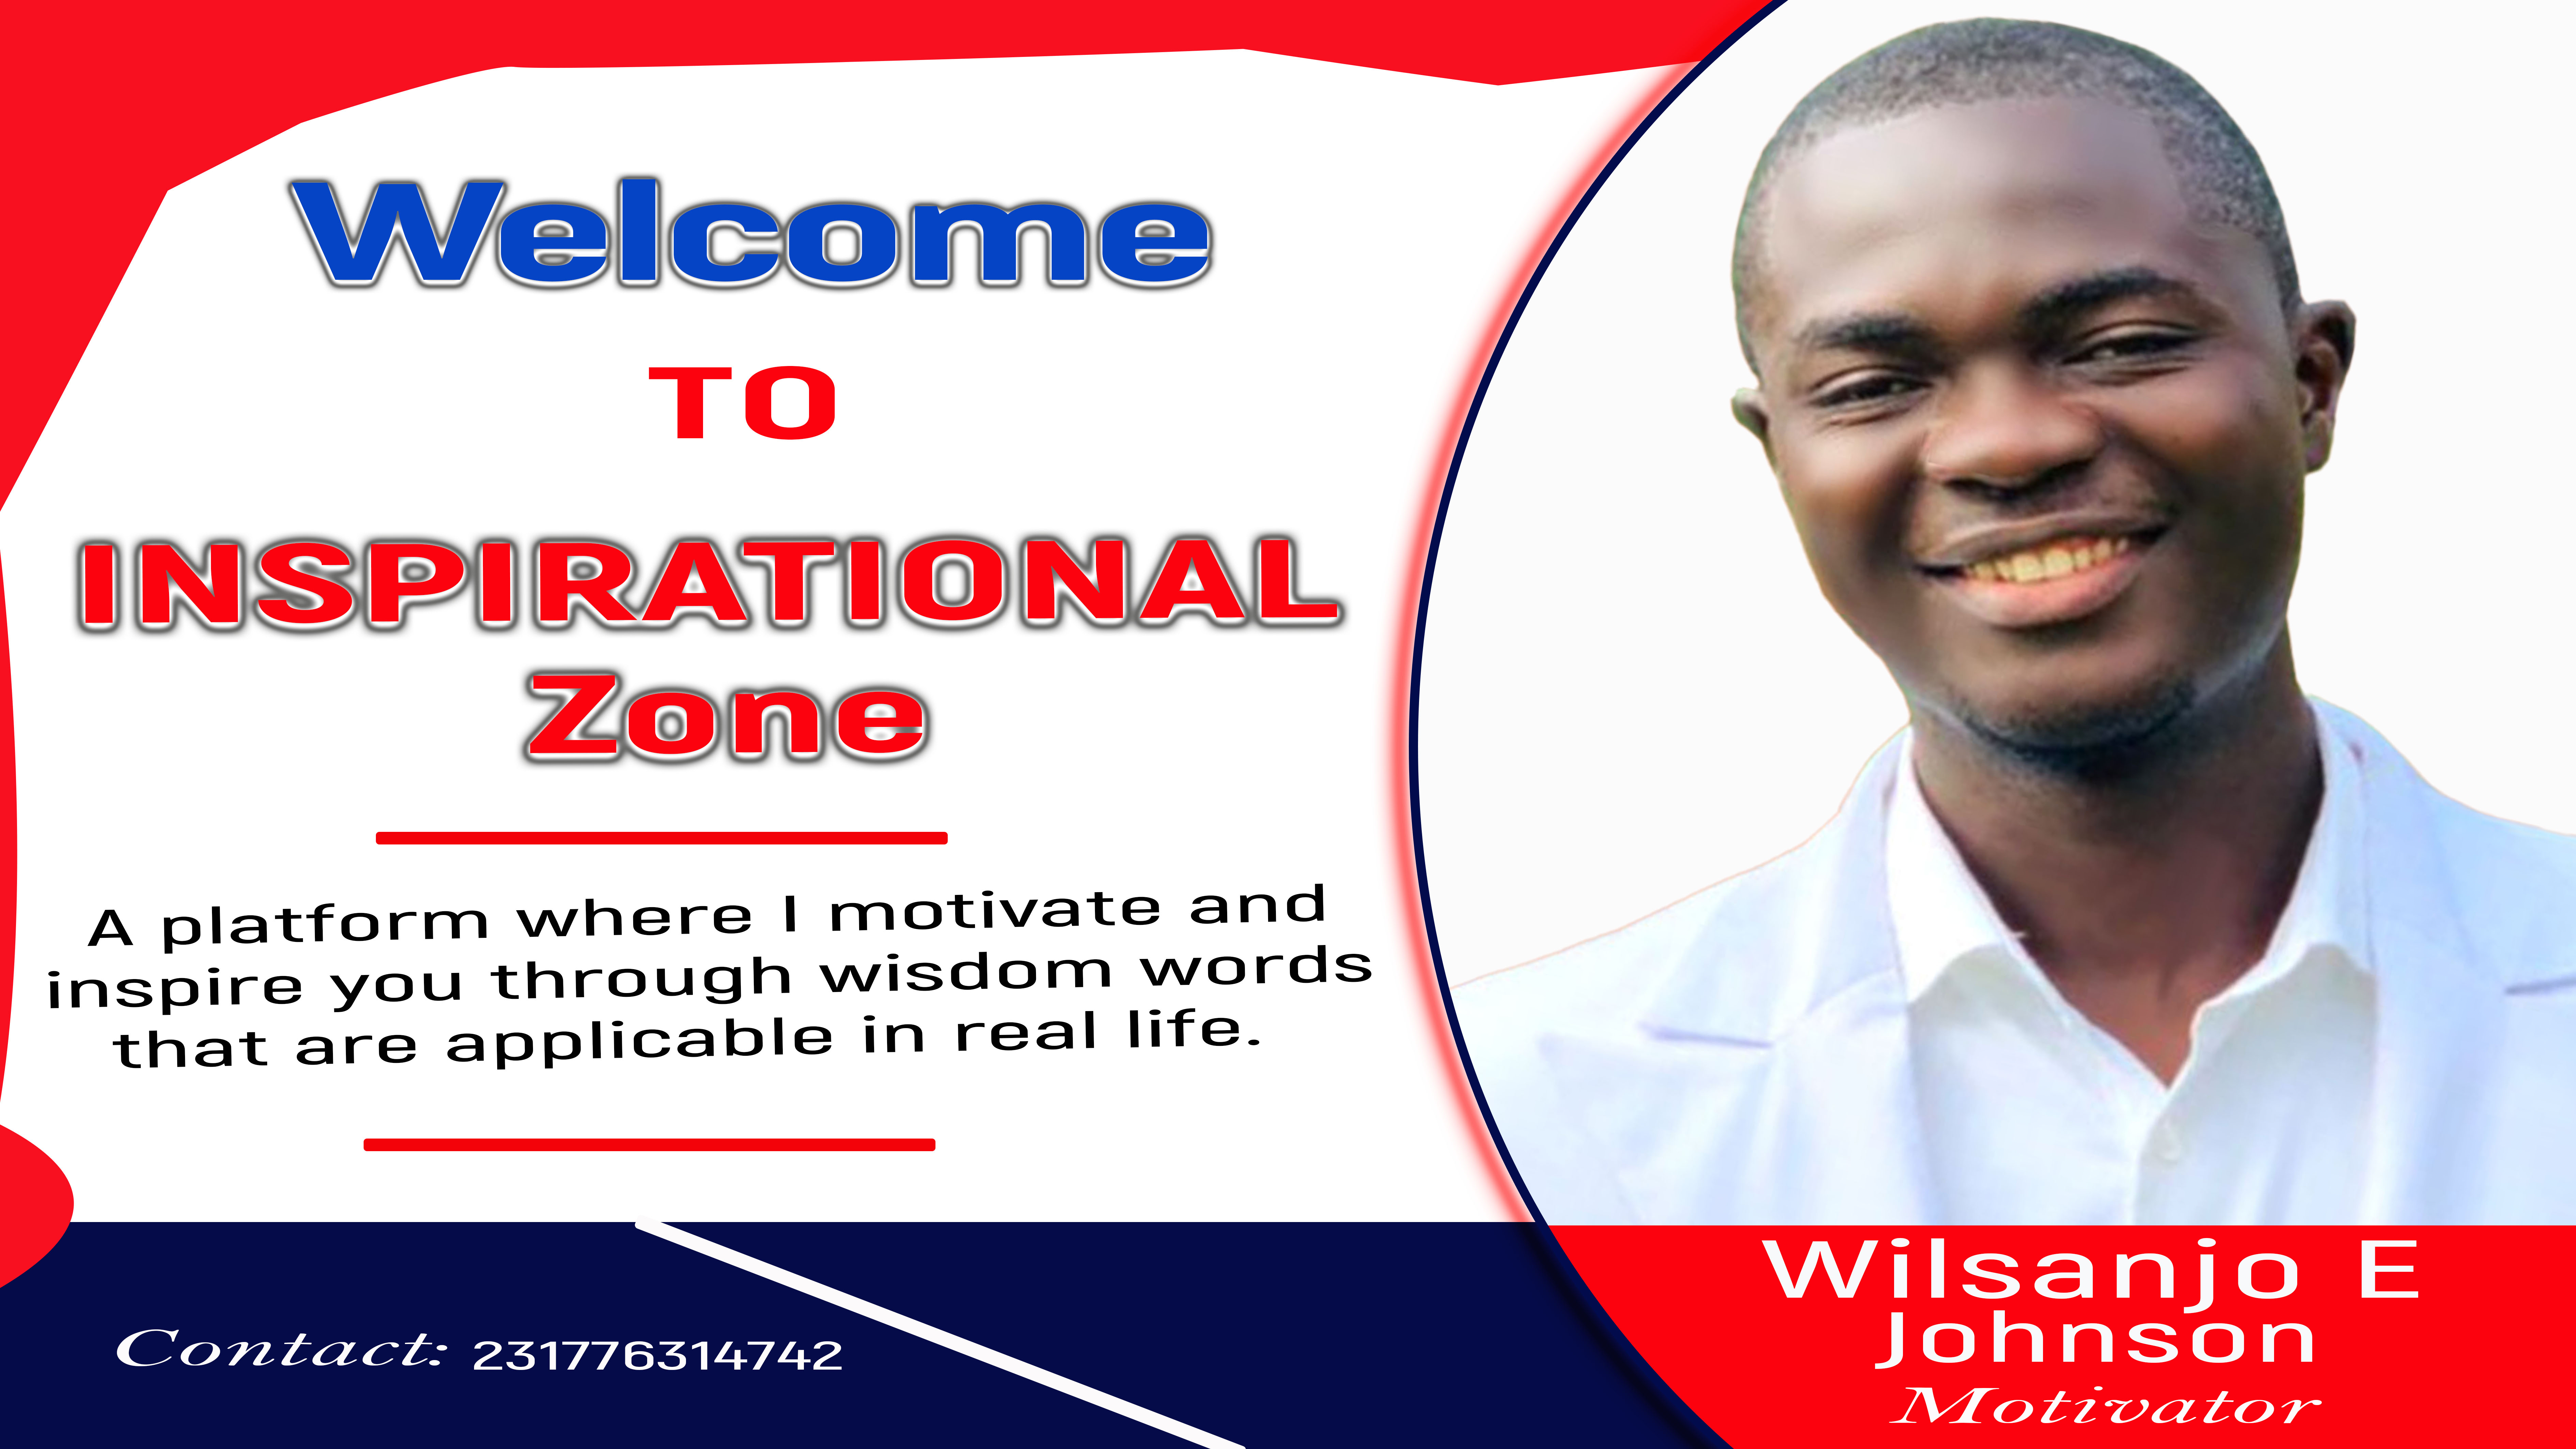 Welcome
TO
INSPIRATIONAL
Zone
A platform where I motivate and
inspire you through wisdom words
that are applicable in real life.
Contact: 231776314742
Wilsanjo E
Johnson
Motivator